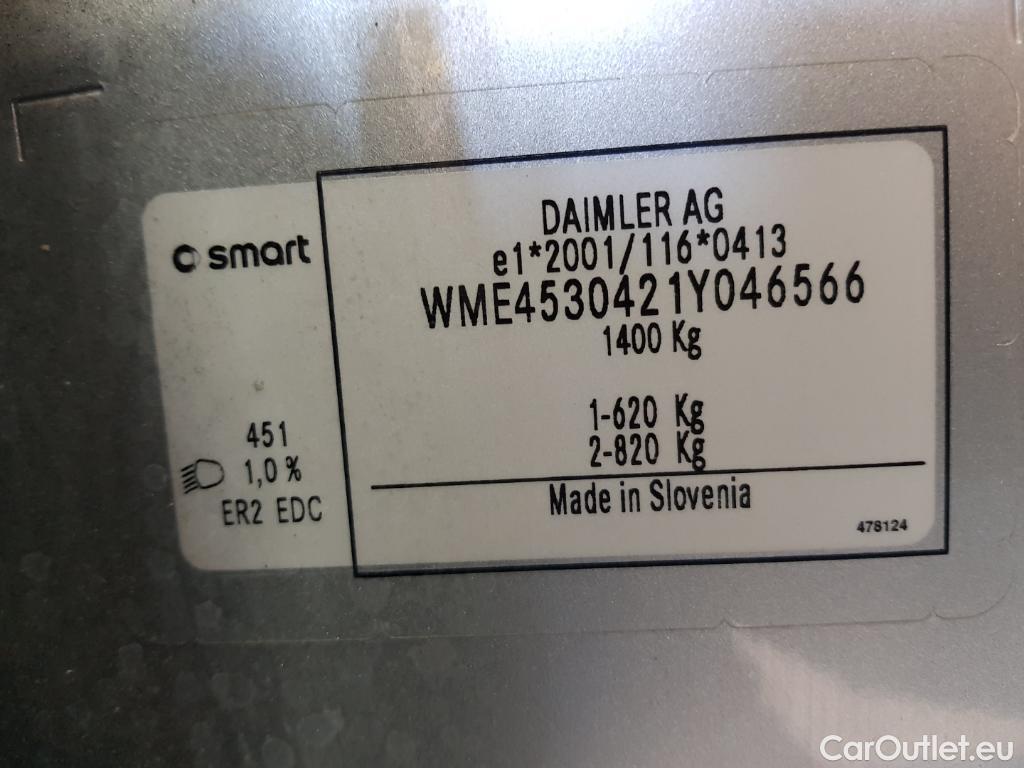 smart
451
1,0 %
ER2 EDC
DAIMLER AG
e1*2001/116*0413
WME4530421Y046566
1400 Kg
1-620 Kg
2-820 Kg
Made in Slovenia
478124
CarOutlet.eu